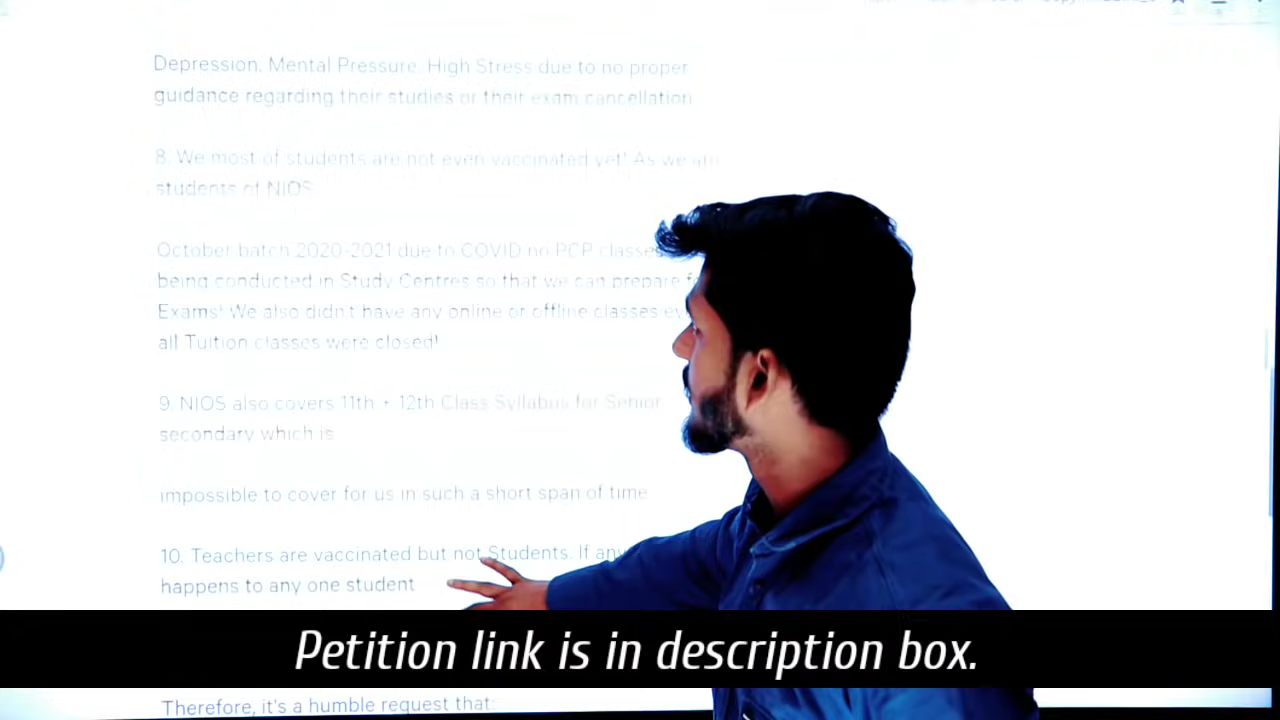 Depression. Mental Pressure. High Stress due to no proper
guidance regarding their studies or their exam cancellation
8. We most of students are not even vaccinated yet! As we are
students of NIOS
October batch 2020-2021 due to COVID no PCP classes
being conducted in Study Centres so that we can prepare
Exams! We also didn't have any online or offline classes
all Tuition classes were closed!
9. NIOS also covers 11th + 12th Class Syllabus for Senior
secondary which is
impossible to cover for us in such a short span of time
10. Teachers are vaccinated but not Students. If any
happens to any one student
Petition link is in description box.
Therefore, it's a humble request that: